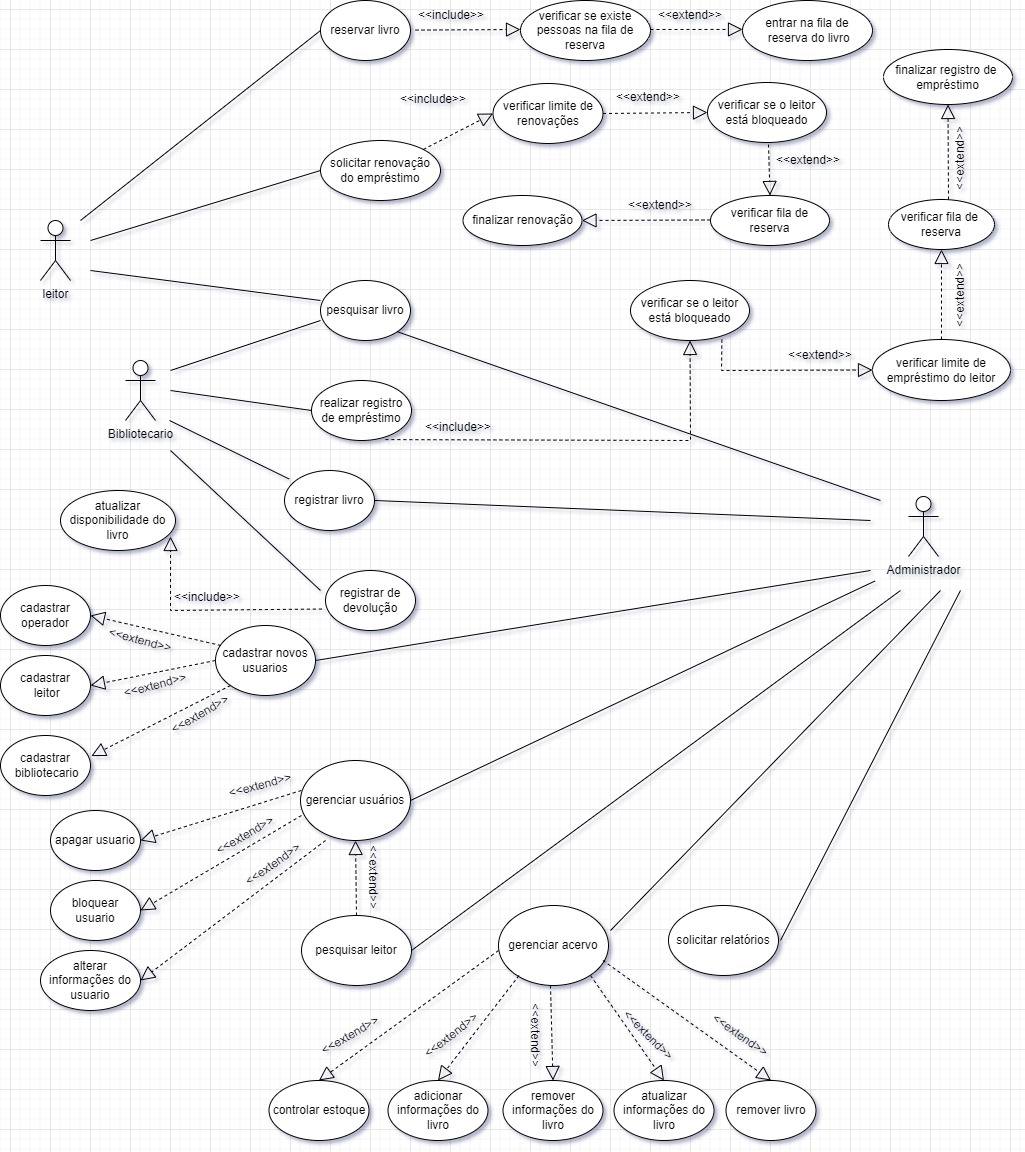 reservar livro
<<include>>
verificar se existe
pessoas na fila de
reserva
<<extend>>
entrar na fila de
reserva do livro
finalizar registro de
empréstimo
<<include>>
verificar limite de
renovações
<<extend>>
verificar se o leitor
está bloqueado
<<extend>>
solicitar renovação
do empréstimo
<<extend>>
finalizar renovação
<<extend>>
verificar fila de
reserva
verificar fila de
reserva
leitor
<<extend>>
pesquisar livro
verificar se o leitor
está bloqueado
<<extend>>
verificar limite de
empréstimo do leitor
realizar registro
de empréstimo
<<include>>
Bibliotecario
registrar livro
atualizar
disponibilidade do
livro
Administrador
<<include>>
registrar de
devolução
cadastrar
operador
<<extend>>
cadastrar novos
usuarios
cadastrar
leitor
<<extend>>
<<extend>>
cadastrar
bibliotecario
<<extend>>
gerenciar usuários
apagar usuario
<<extend>>
<<extend>>
<<extend>>
bloquear
usuario
pesquisar leitor
gerenciar acervo
solicitar relatórios
alterar
informações do
usuario
<<extend>>
<<extend>>
<<extend>>
<<extend>>
<<extend>>
controlar estoque
adicionar
informações do
livro
remover
informações do
livro
atualizar
informações do
livro
remover livro